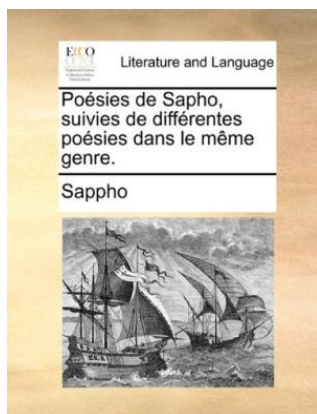 ECCO
Literature and Language
Poésies de Sapho,
suivies de différentes
poésies dans le même
genre.
Sappho